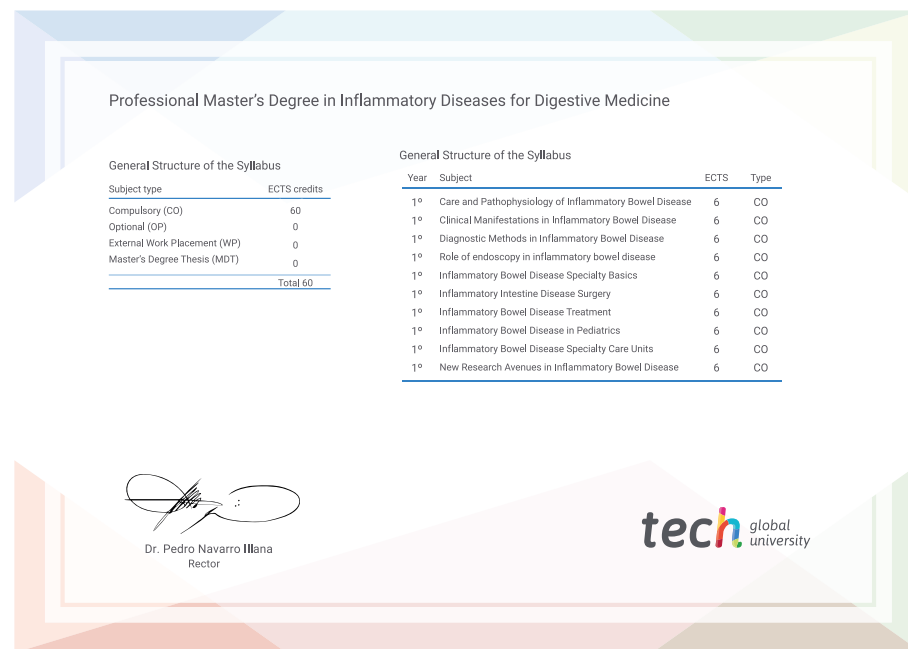 Professional Master's Degree in Inflammatory Diseases for Digestive Medicine
General Structure of the Syllabus
Subject type ECTS credits
Compulsory (CO) 60
Optional (OP) 0
External Work Placement (WP) 0
Master's Degree Thesis (MDT) 0
Total 60
General Structure of the Syllabus
Year Subject ECTS Type
1º Care and Pathophysiology of Inflammatory Bowel Disease 6 CO
1º Clinical Manifestations in Inflammatory Bowel Disease 6 CO
1º Diagnostic Methods in Inflammatory Bowel Disease 6 CO
1º Role of endoscopy in inflammatory bowel disease 6 CO
1º Inflammatory Bowel Disease Specialty Basics 6 CO
1º Inflammatory Intestine Disease Surgery 6 CO
1º Inflammatory Bowel Disease Treatment 6 CO
1º Inflammatory Bowel Disease in Pediatrics 6 CO
1º Inflammatory Bowel Disease Specialty Care Units 6 CO
1º New Research Avenues in Inflammatory Bowel Disease 6 CO
Dr. Pedro Navarro Illana
Rector
tech global
university